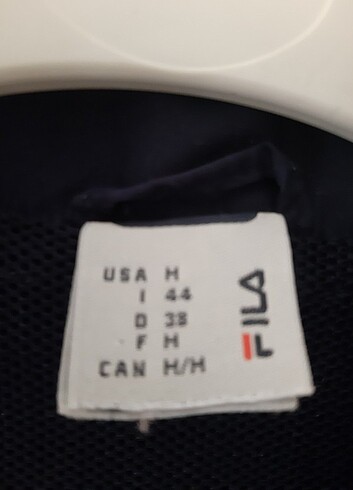 USA M
I 44
D 38
F M
CAN M/M
FILA